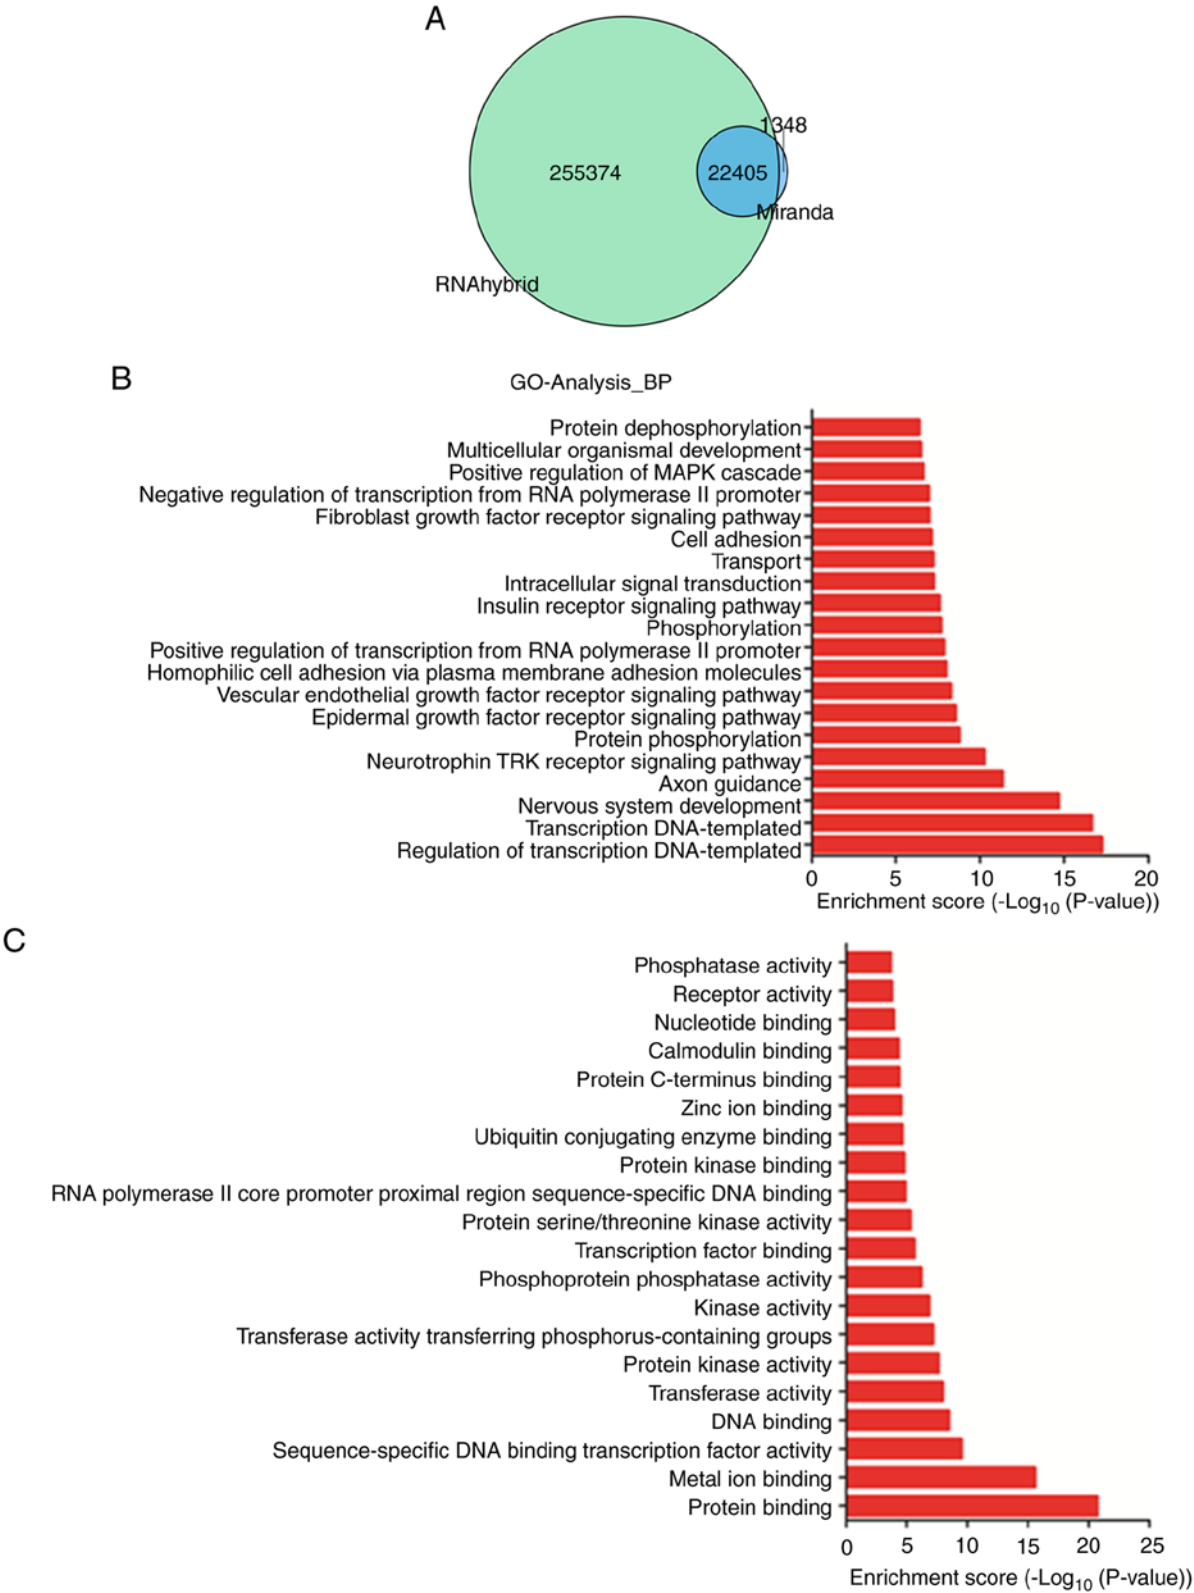 A
1348
255374
22405
Miranda
RNAhybrid
B
GO-Analysis_BP
Protein dephosphorylation
Multicellular organismal development
Positive regulation of MAPK cascade
Negative regulation of transcription from RNA polymerase II promoter
Fibroblast growth factor receptor signaling pathway
Cell adhesion
Transport
Intracellular signal transduction
Insulin receptor signaling pathway
Phosphorylation
Positive regulation of transcription from RNA polymerase II promoter
Homophilic cell adhesion via plasma membrane adhesion molecules
Vescular endothelial growth factor receptor signaling pathway
Epidermal growth factor receptor signaling pathway
Protein phosphorylation
Neurotrophin TRK receptor signaling pathway
Axon guidance
Nervous system development
Transcription DNA-templated
Regulation of transcription DNA-templated
0 5 10 15 20
Enrichment score (-Log10 (P-value))
C
Phosphatase activity
Receptor activity
Nucleotide binding
Calmodulin binding
Protein C-terminus binding
Zinc ion binding
Ubiquitin conjugating enzyme binding
Protein kinase binding
RNA polymerase II core promoter proximal region sequence-specific DNA binding
Protein serine/threonine kinase activity
Transcription factor binding
Phosphoprotein phosphatase activity
Kinase activity
Transferase activity transferring phosphorus-containing groups
Protein kinase activity
Transferase activity
DNA binding
Sequence-specific DNA binding transcription factor activity
Metal ion binding
Protein binding
0 5 10 15 20 25
Enrichment score (-Log10 (P-value))